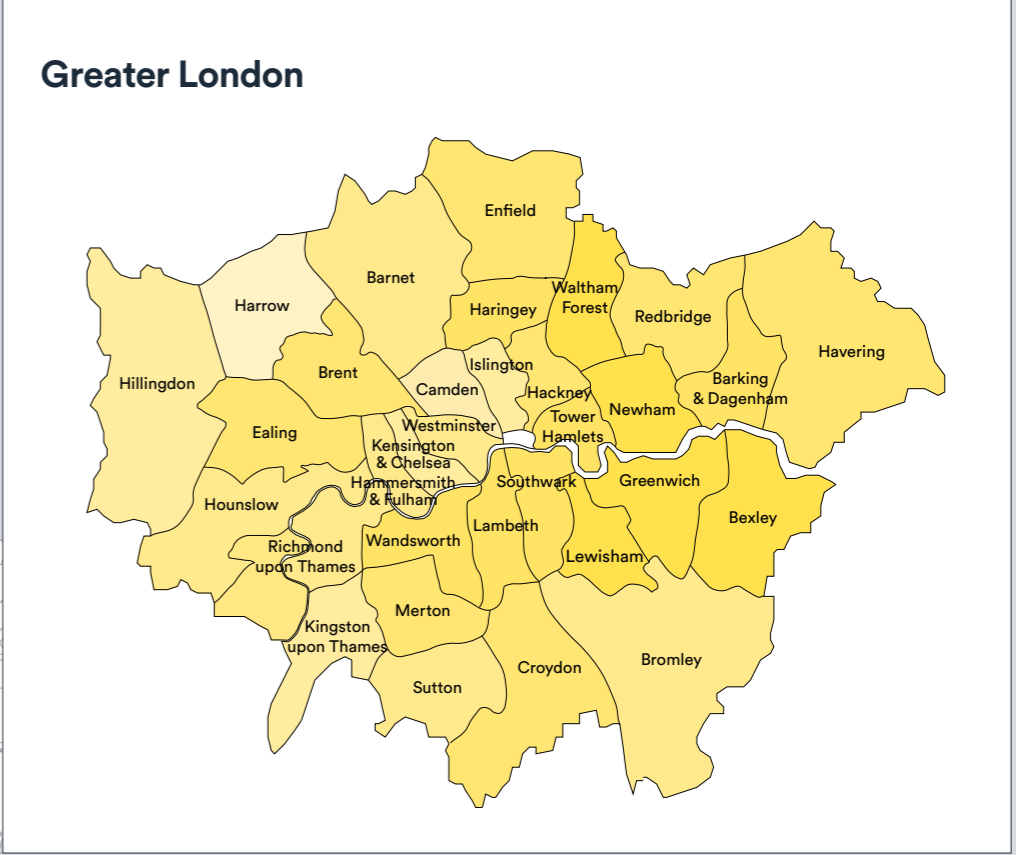 Greater London
Enfield
Barnet
Waltham
Forest
Harrow
Haringey
Redbridge
Havering
Islington
Brent
Hillingdon
Camden
Barking
& Dagenham
Hackney
Newham
Tower
Hamlets
Westminster
Ealing
Kensington
& Chelsea
Hammersmith
& Fulham
Southwark
Greenwich
Hounslow
Bexley
Lambeth
Wandsworth
Richmond
upon Thames
Lewisham
Merton
Kingston
upon Thames
Bromley
Croydon
Sutton